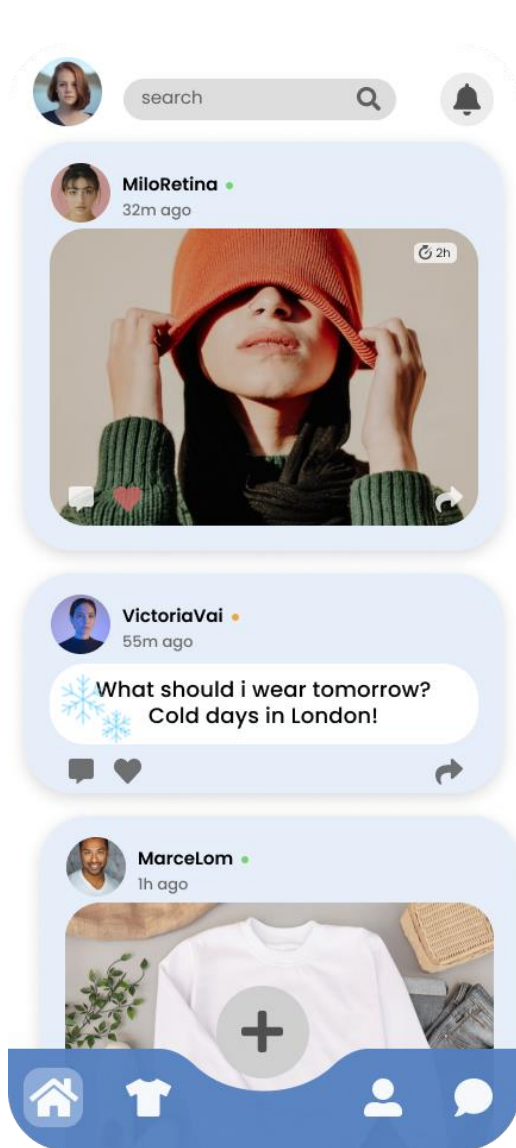 search
MiloRetina
32m ago
2h
VictoriaVai
55m ago
What should i wear tomorrow?
Cold days in London!
MarceLom
1h ago